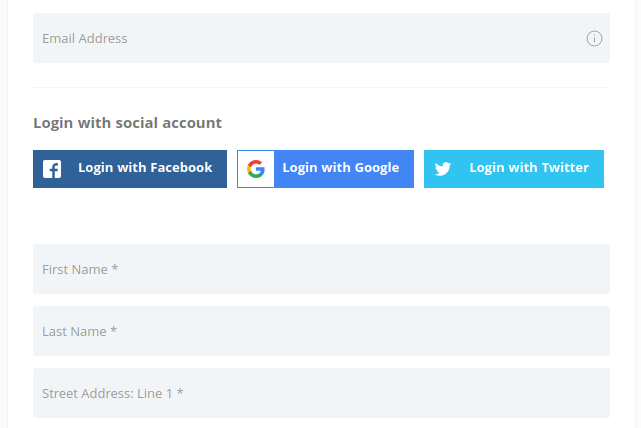 Email Address
Login with social account
Login with Facebook
Login with Google
Login with Twitter
First Name *
Last Name *
Street Address: Line 1 *